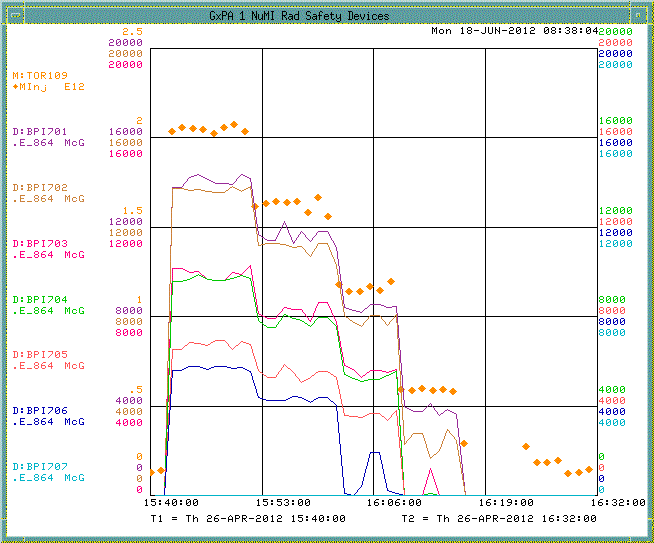 GxPA 1 NuMI Rad Safety Devices
Mon 18-JUN-2012 08:38:04
2.5
20000
20000
20000
20000
20000
20000
20000
M:TOR109
MInj E12
D:BPI701
.E_864 McG
2
16000
16000
16000
16000
16000
16000
16000
D:BPI702
.E_864 McG
1.5
12000
12000
12000
12000
12000
12000
12000
D:BPI703
.E_864 McG
D:BPI704
.E_864 McG
1
8000
8000
8000
8000
8000
8000
8000
D:BPI705
.E_864 McG
.5
4000
4000
4000
4000
4000
4000
4000
D:BPI706
.E_864 McG
D:BPI707
.E_864 McG
0
0
0
0
0
0
0
0
15:40:00 15:53:00 16:06:00 16:19:00 16:32:00
T1 = Th 26-APR-2012 15:40:00 T2 = Th 26-APR-2012 16:32:00